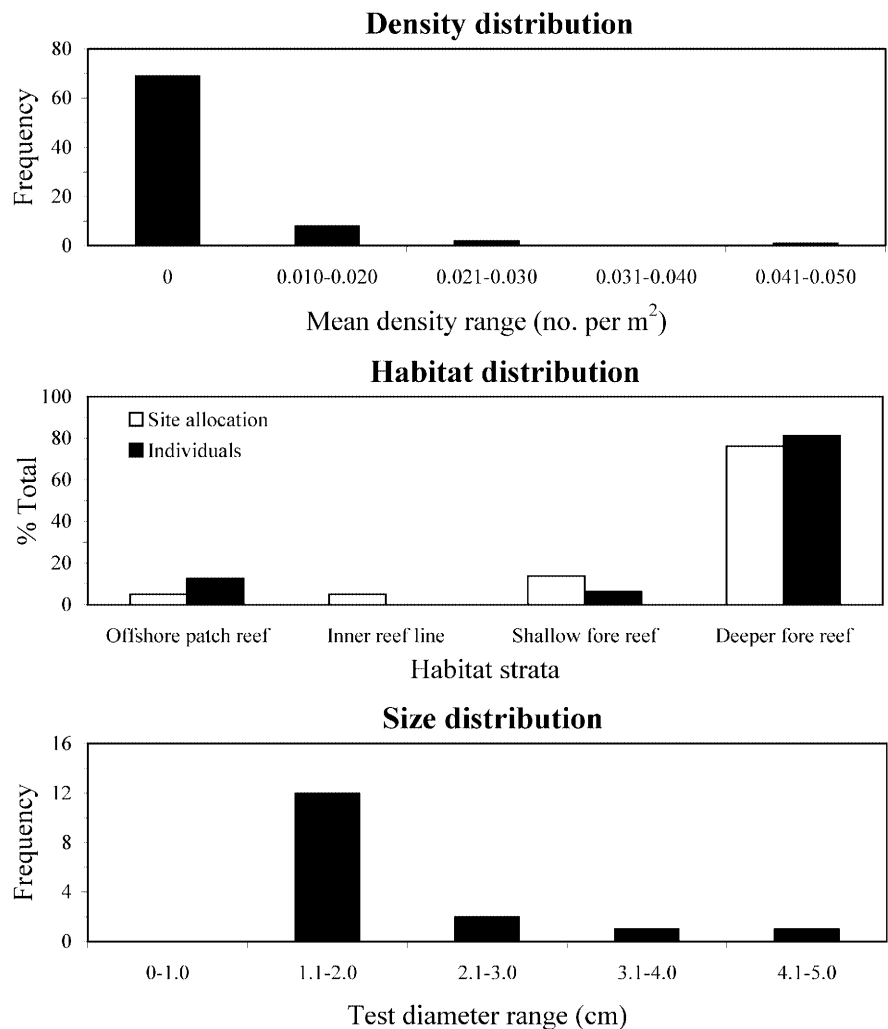 Density distribution
80
60
40
20
0
Frequency
0 0.010-0.020 0.021-0.030 0.031-0.040 0.041-0.050
Mean density range (no. per m²)
Habitat distribution
100
80
60
40
20
0
% Total
Site allocation
Individuals
Offshore patch reef Inner reef line Shallow fore reef Deeper fore reef
Habitat strata
Size distribution
16
12
8
4
0
Frequency
0-1.0 1.1-2.0 2.1-3.0 3.1-4.0 4.1-5.0
Test diameter range (cm)